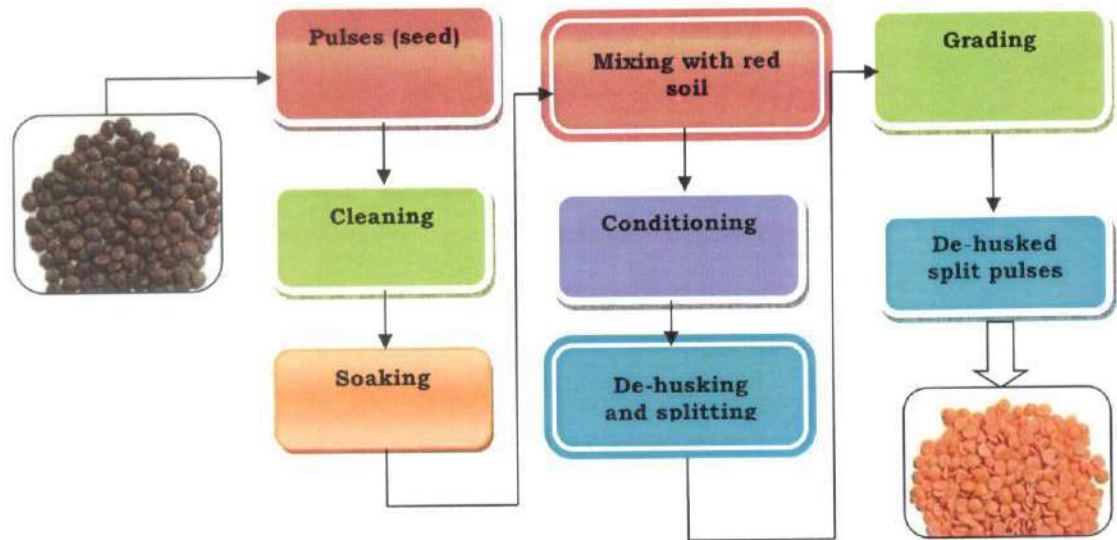 Pulses (seed)
Cleaning
Soaking
Mixing with red
soil
Conditioning
De-husking
and splitting
Grading
De-husked
split pulses